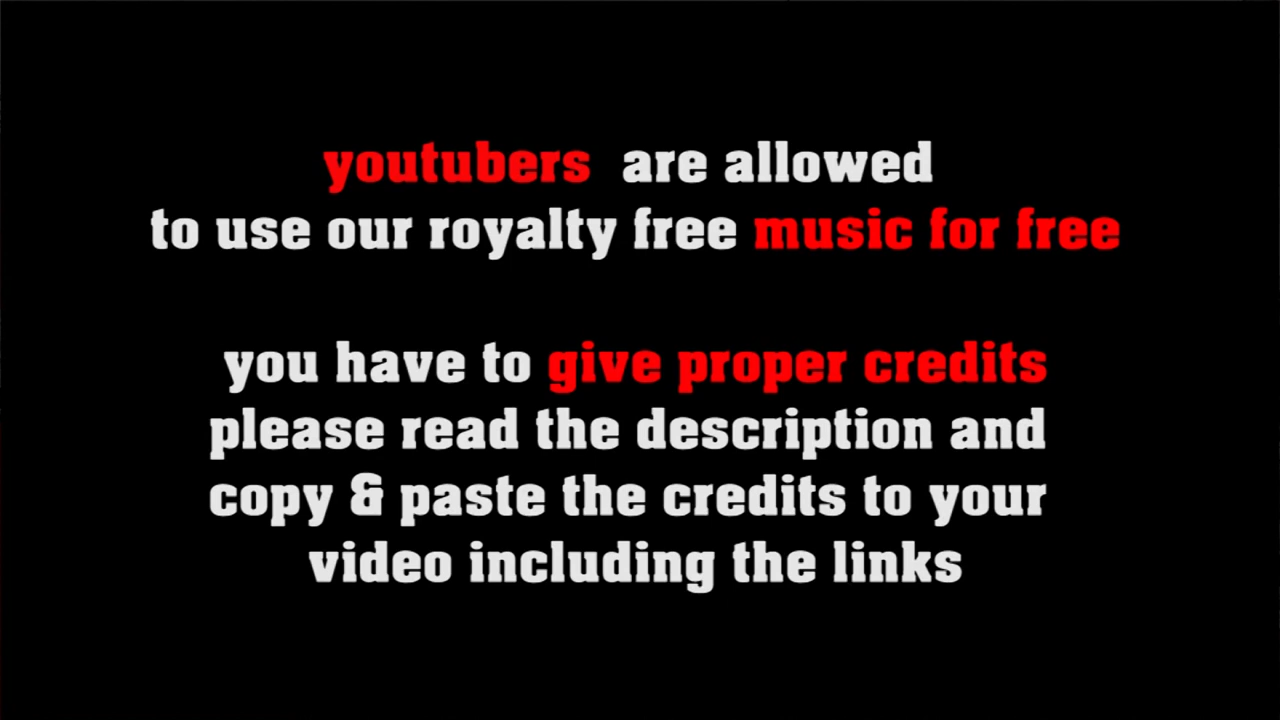 youtubers are allowed
to use our royalty free music for free
you have to give proper credits
please read the description and
copy & paste the credits to your
video including the links